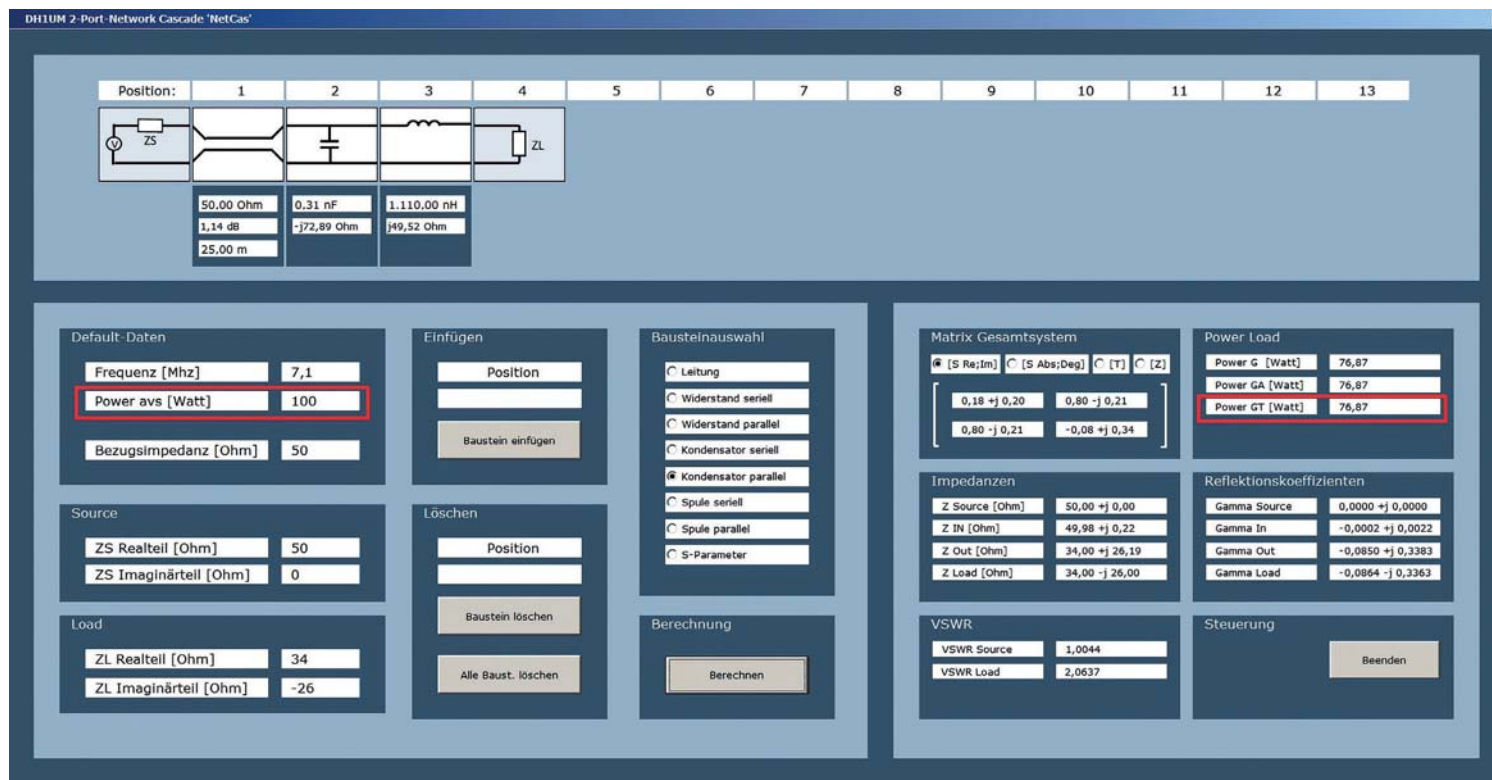 DH1UM 2-Port-Network Cascade 'NetCas'
Position: 1 2 3 4 5 6 7 8 9 10 11 12 13
V ZS ZL
50.00 Ohm 0.31 nF 1.110,00 nH
1,14 dB -j72,89 Ohm j49,52 Ohm
25,00 m
Default-Daten
Frequenz [Mhz] 7,1
Power avs [Watt] 100
Bezugsimpedanz [Ohm] 50
Source
ZS Realteil [Ohm] 50
ZS Imaginärteil [Ohm] 0
Load
ZL Realteil [Ohm] 34
ZL Imaginärteil [Ohm] -26
Einfügen
Position
Baustein einfügen
Löschen
Position
Baustein löschen
Alle Baust. löschen
Bausteinauswahl
Leitung
Widerstand seriell
Widerstand parallel
Kondensator seriell
Kondensator parallel
Spule seriell
Spule parallel
S-Parameter
Berechnung
Berechnen
Matrix Gesamtsystem
[S Re;Im] [S Abs;Deg] [T] [Z]
0,18 +j 0,20 0,80 -j 0,21
0,80 -j 0,21 -0,08 +j 0,34
Power Load
Power G [Watt] 76,87
Power GA [Watt] 76,87
Power GT [Watt] 76,87
Impedanzen
Z Source [Ohm] 50,00 +j 0,00
Z IN [Ohm] 49,98 +j 0,22
Z Out [Ohm] 34,00 +j 26,19
Z Load [Ohm] 34,00 -j 26,00
Reflektionskoeffizienten
Gamma Source 0,0000 +j 0,0000
Gamma In -0,0002 +j 0,0022
Gamma Out -0,0850 +j 0,3383
Gamma Load -0,0864 -j 0,3363
VSWR
VSWR Source 1,0044
VSWR Load 2,0637
Steuerung
Beenden